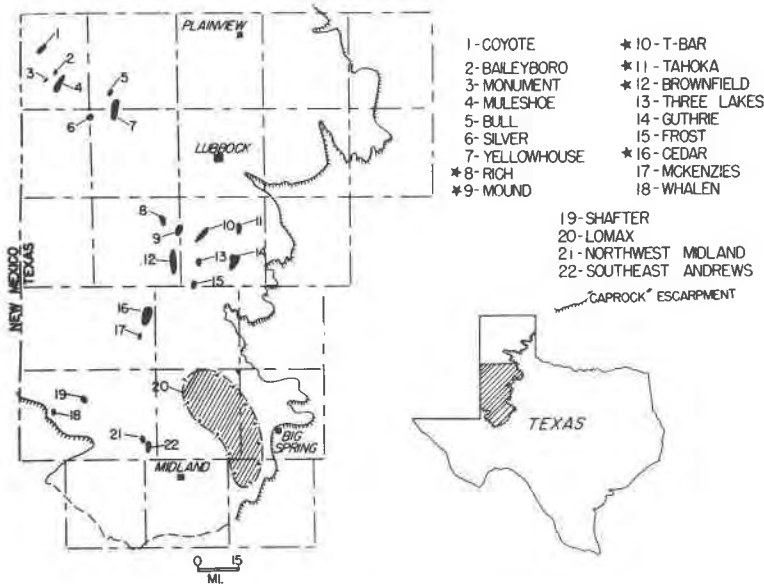 PLAINVIEW
LUBBOCK
NEW MEXICO
TEXAS
BIG
SPRING
MIDLAND
1
2
3
4
5
6
7
8
9
10
11
12
13
14
15
16
17
18
19
20
21
22
0 15
MI.
1-COYOTE
2-BAILEYBORO
3-MONUMENT
4-MULESHOE
5-BULL
6-SILVER
7-YELLOWHOUSE
★8-RICH
★9-MOUND
★10-T-BAR
★11-TAHOKA
★12-BROWNFIELD
13-THREE LAKES
14-GUTHRIE
15-FROST
★16-CEDAR
17-MCKENZIES
18-WHALEN
19-SHAFTER
20-LOMAX
21-NORTHWEST MIDLAND
22-SOUTHEAST ANDREWS
"CAPROCK" ESCARPMENT
TEXAS